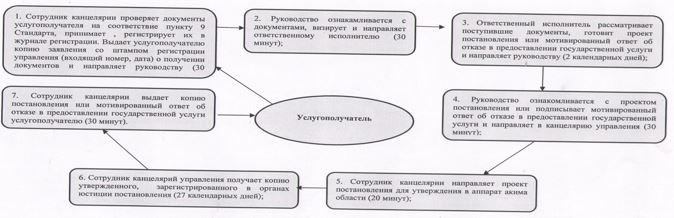 1. Сотрудник канцелярии проверяет документы
услугополучателя на соответствие пункту 9
Стандарта, принимает , регистрирует их в
журнале регистрации. Выдает услугополучателю
копию заявления со штампом регистрации
управления (входящий номер, дата) о получении
документов и направляет руководству (30
2. Руководство ознакамливается с
документами, визирует и направляет
ответственному исполнителю (30
минут);
3. Ответственный исполнитель рассматривает
поступившие документы, готовит проект
постановления или мотивированный ответ об
отказе в предоставлении государственной услуги
и направляет руководству (2 календарных дней);
4. Руководство ознакомливается с проектом
постановления или подписывает мотивированный
ответ об отказе в предоставлении государственной
услуги и направляет в канцелярию управления (30
минут);
5. Сотрудник канцелярии направляет проект
постановления для утверждения в аппарат акима
области (20 минут);
6. Сотрудник канцелярий управления получает копию
утвержденного, зарегистрированного в органах
юстиции постановления (27 календарных дней);
7. Сотрудник канцелярии выдает копию
постановления или мотивированный ответ об
отказе в предоставлении государственной услуги
услугополучателю (30 минут).
Услугополучатель